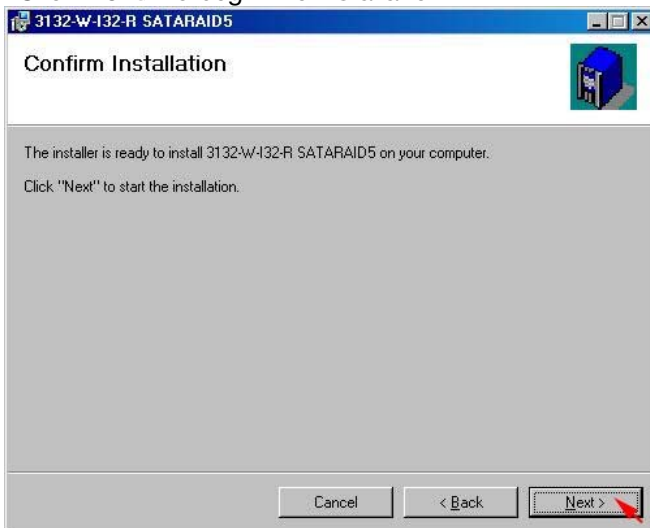 3132-W-I32-R SATARAID5
Confirm Installation
The installer is ready to install 3132-W-I32-R SATARAID5 on your computer.
Click "Next" to start the installation.
Cancel
< Back
Next >